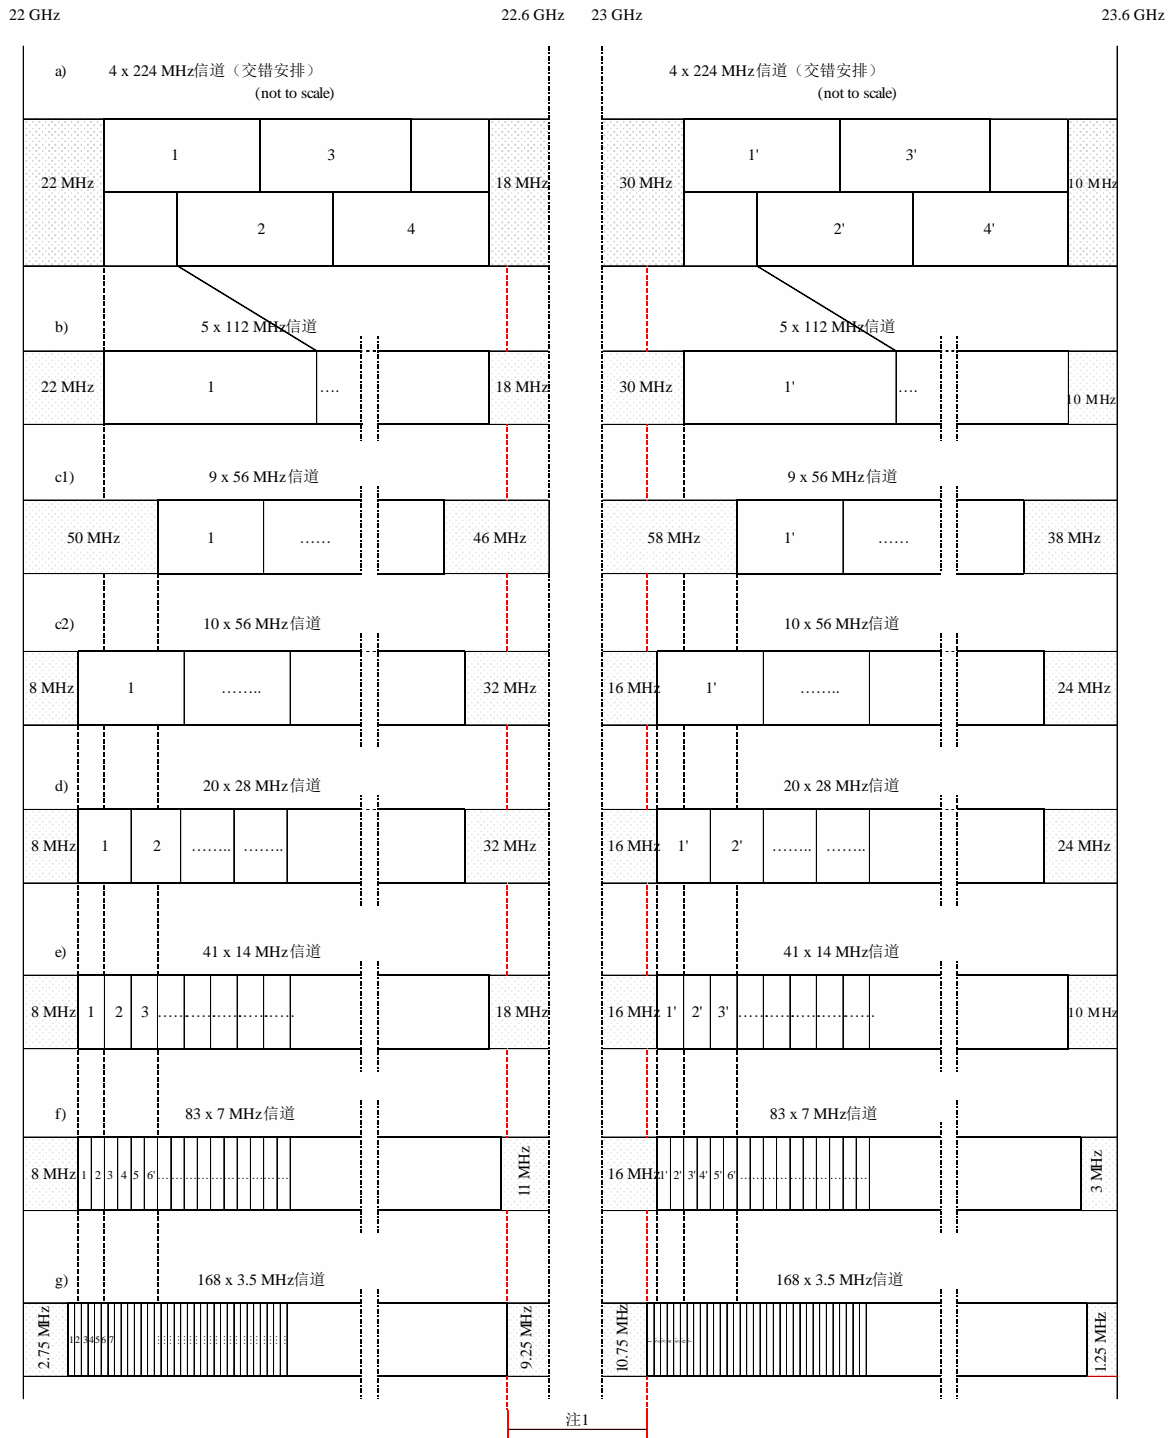 22 GHz 22.6 GHz 23 GHz 23.6 GHz
a) 4 x 224 MHz信道（交错安排） 4 x 224 MHz信道（交错安排）
(not to scale) (not to scale)
1 3 1' 3'
22 MHz 18 MHz 30 MHz 10 MHz
2 4 2' 4'
b) 5 x 112 MHz信道 5 x 112 MHz信道
22 MHz 1 .... 18 MHz 30 MHz 1' .... 10 MHz
c1) 9 x 56 MHz信道 9 x 56 MHz信道
50 MHz 1 ...... 46 MHz 58 MHz 1' ...... 38 MHz
c2) 10 x 56 MHz信道 10 x 56 MHz信道
8 MHz 1 ........ 32 MHz 16 MHz 1' ........ 24 MHz
d) 20 x 28 MHz信道 20 x 28 MHz信道
8 MHz 1 2 ........ ........ 32 MHz 16 MHz 1' 2' ........ ........ 24 MHz
e) 41 x 14 MHz信道 41 x 14 MHz信道
8 MHz 1 2 3 ........................ 18 MHz 16 MHz 1' 2' 3' ........................ 10 MHz
f) 83 x 7 MHz信道 83 x 7 MHz信道
8 MHz 1 2 3 4 5 6' .............................. 11 MHz 16 MHz 1' 2' 3' 4' 5' 6' .............................. 3 MHz
g) 168 x 3.5 MHz信道 168 x 3.5 MHz信道
2.75 MHz 1 2 3 4 5 6 7 9.25 MHz 10.75 MHz 1.25 MHz
注1